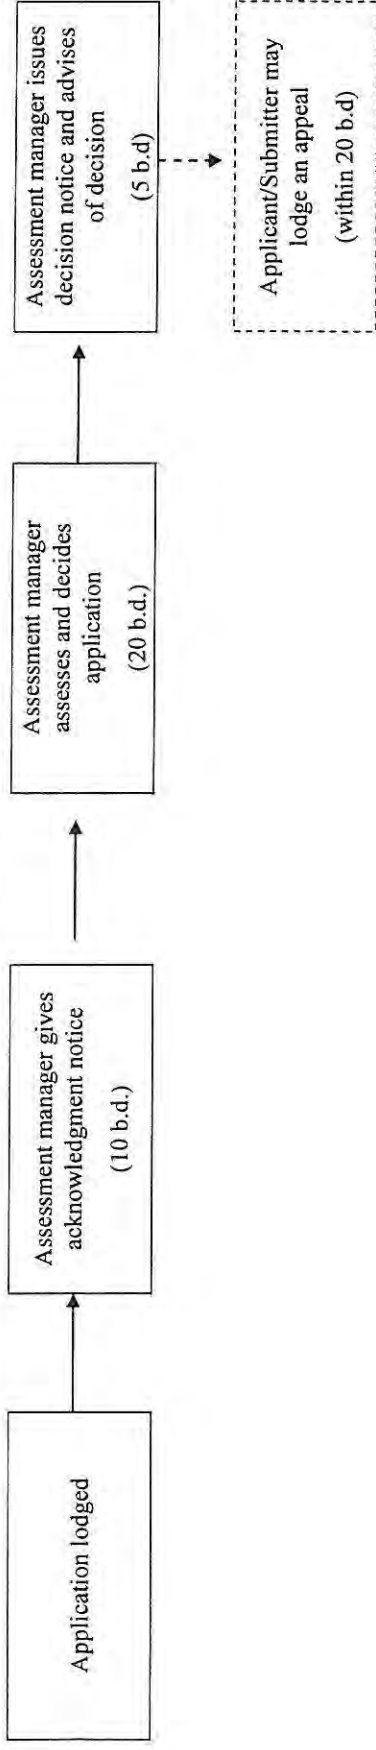 Application lodged
Assessment manager gives
acknowledgment notice
(10 b.d.)
Assessment manager
assesses and decides
application
(20 b.d.)
Assessment manager issues
decision notice and advises
of decision
(5 b.d)
Applicant/Submitter may
lodge an appeal
(within 20 b.d)